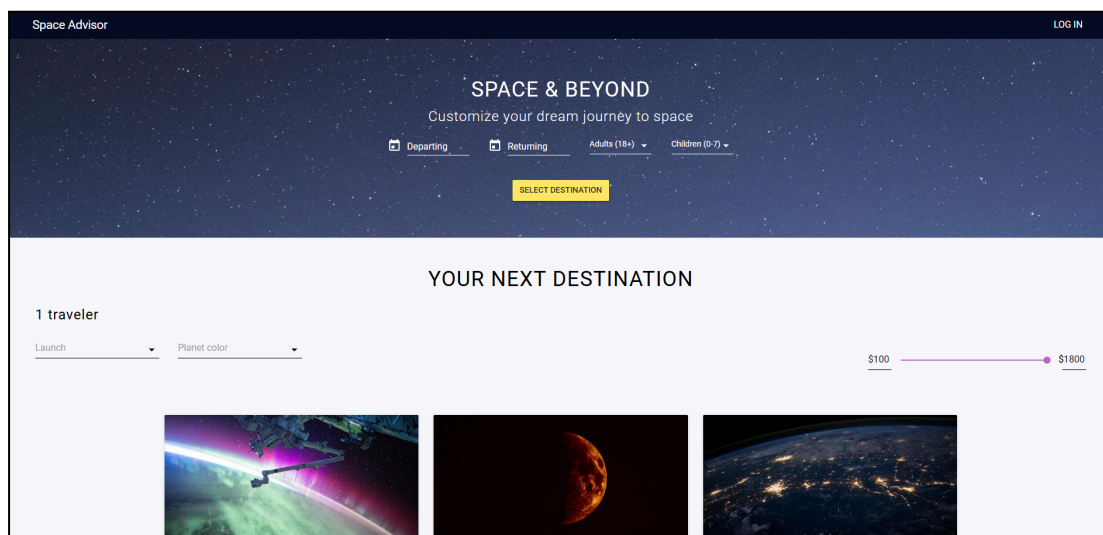 Space Advisor
LOG IN
SPACE & BEYOND
Customize your dream journey to space
Departing
Returning
Adults (18+)
Children (0-7)
SELECT DESTINATION
YOUR NEXT DESTINATION
1 traveler
Launch
Planet color
$100
$1800